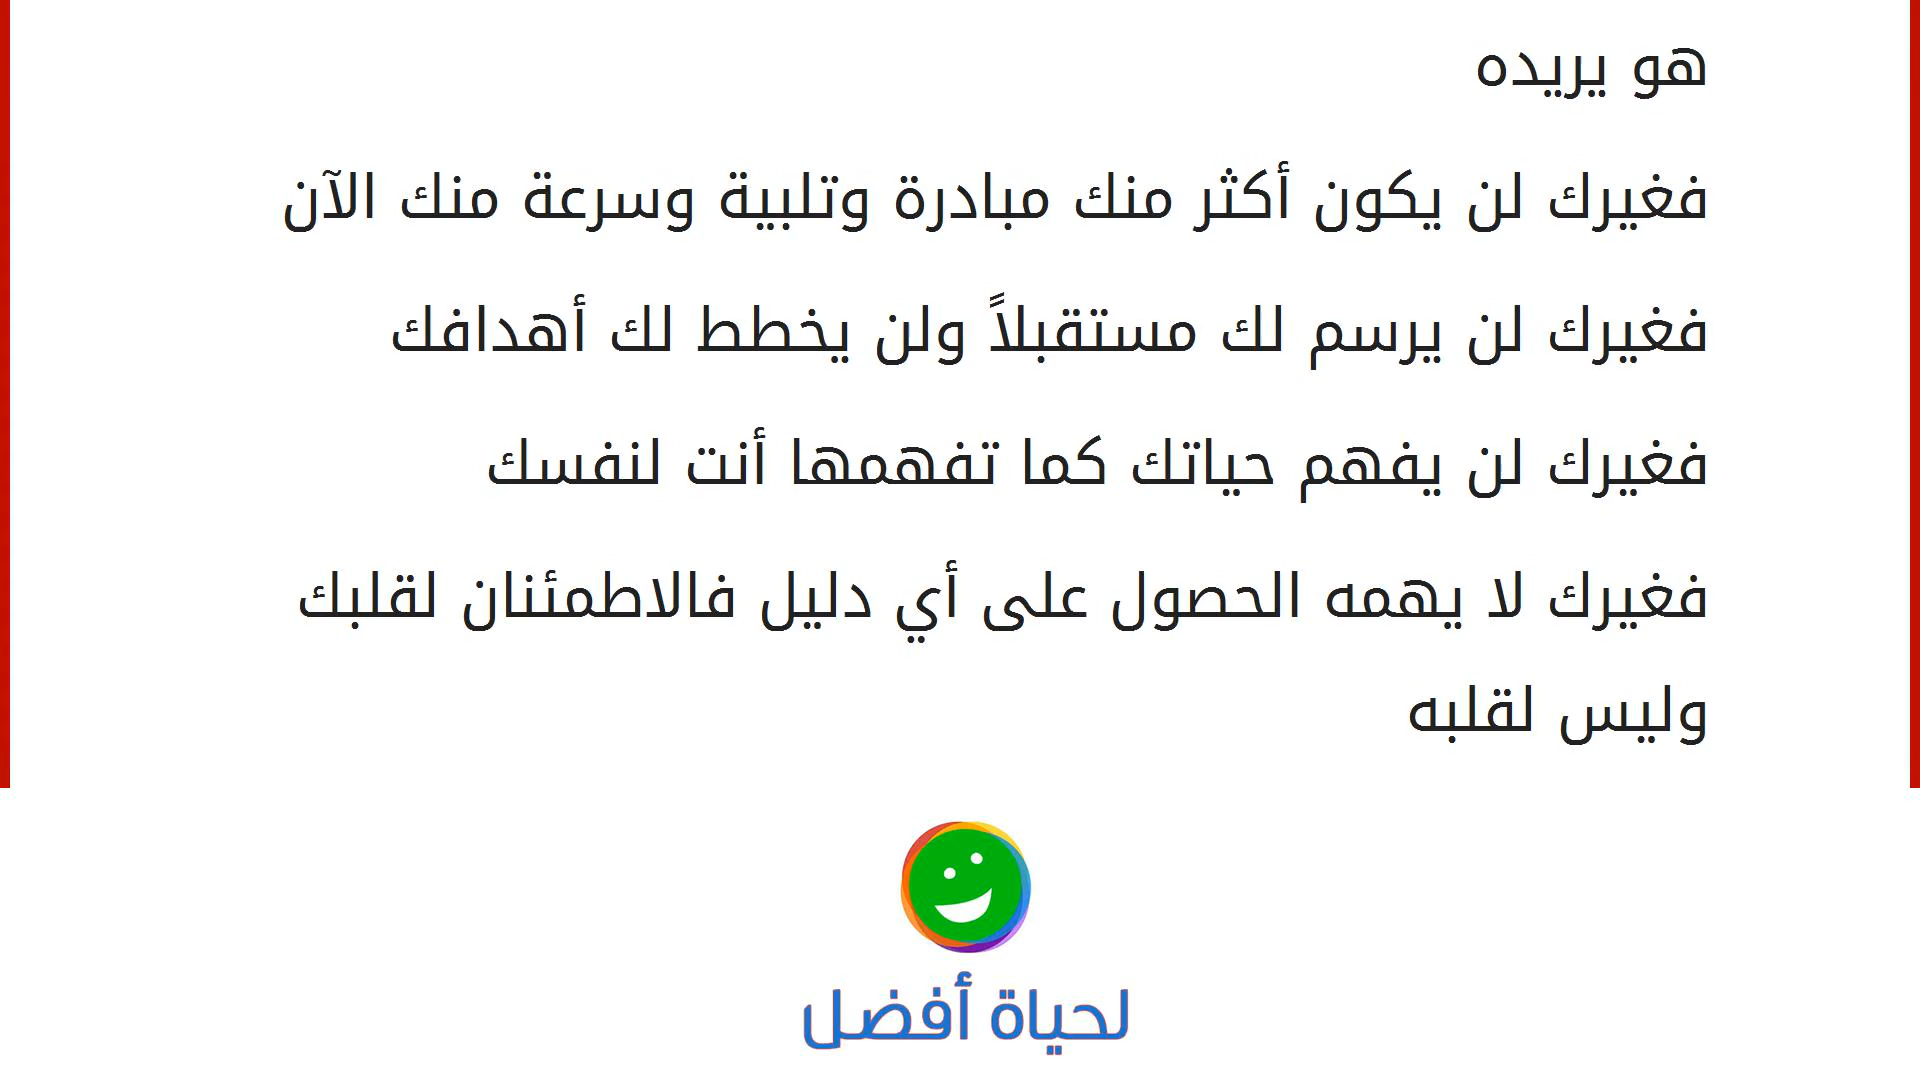 هو يريده
فغيرك لن يكون أكثر منك مبادرة وتلبية وسرعة منك الآن
فغيرك لن يرسم لك مستقبلاً ولن يخطط لك أهدافك
فغيرك لن يفهم حياتك كما تفهمها أنت لنفسك
فغيرك لا يهمه الحصول على أي دليل فالاطمئنان لقلبك
وليس لقلبه
لحياة أفضل